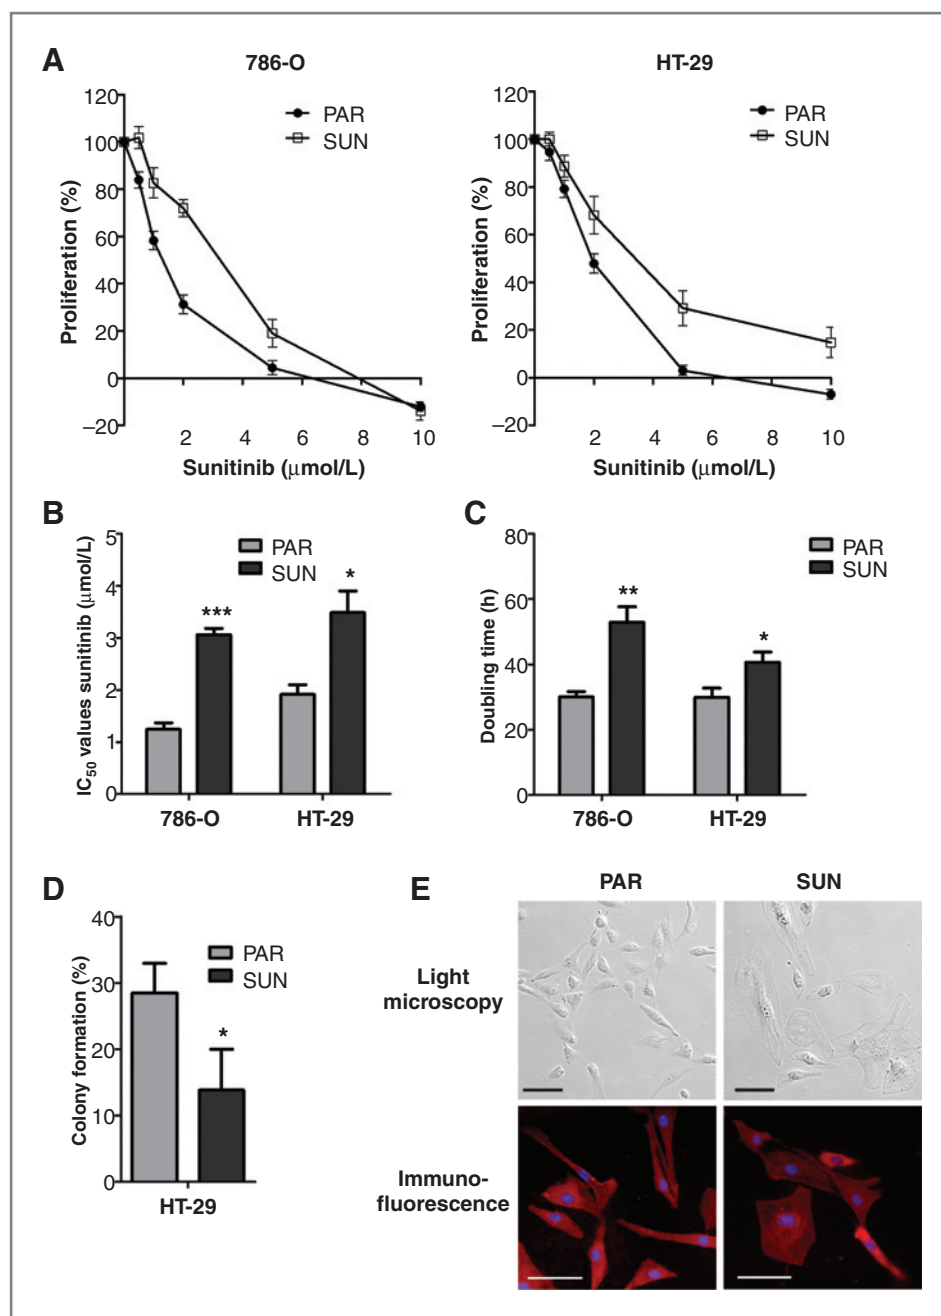 A
786-O
HT-29
120
100
80
60
40
20
0
–20
2
4
6
8
10
PAR
SUN
Proliferation (%)
Sunitinib (μmol/L)
120
100
80
60
40
20
0
–20
2
4
6
8
10
PAR
SUN
Proliferation (%)
Sunitinib (μmol/L)
B
5
4
3
2
1
0
IC50 values sunitinib (μmol/L)
PAR
SUN
***
*
786-O
HT-29
C
80
60
40
20
0
Doubling time (h)
PAR
SUN
**
*
786-O
HT-29
D
40
30
20
10
0
Colony formation (%)
PAR
SUN
*
HT-29
E
PAR
SUN
Light
microscopy
Immuno-
fluorescence